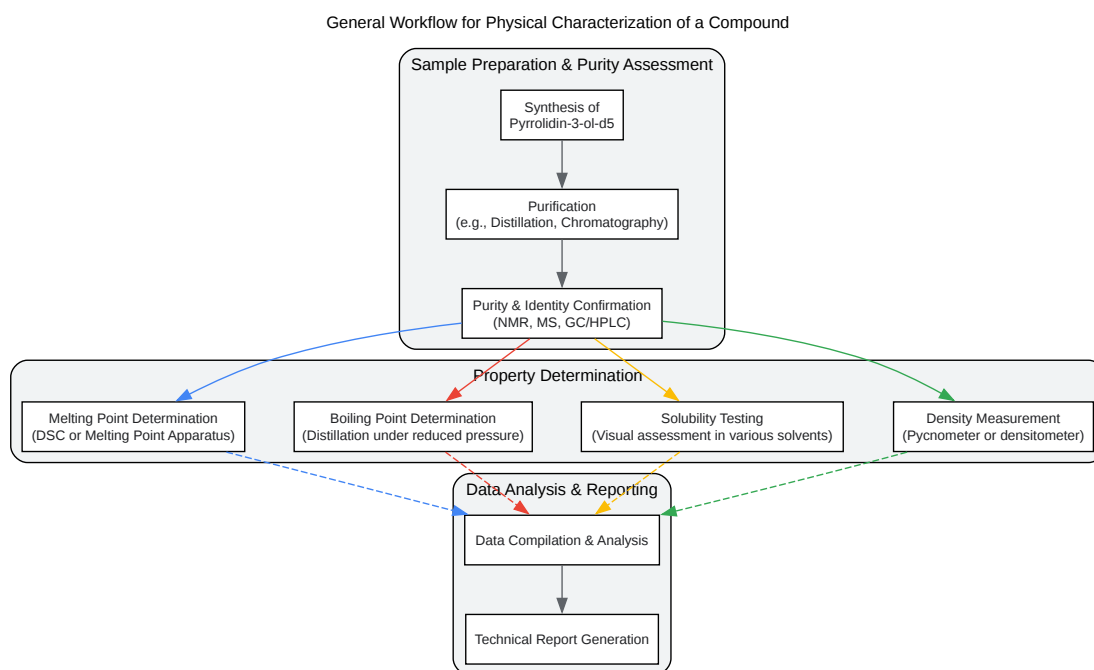 General Workflow for Physical Characterization of a Compound
Sample Preparation & Purity Assessment
Synthesis of
Pyrrolidin-3-ol-d5
Purification
(e.g., Distillation, Chromatography)
Purity & Identity Confirmation
(NMR, MS, GC/HPLC)
Property Determination
Melting Point Determination
(DSC or Melting Point Apparatus)
Boiling Point Determination
(Distillation under reduced pressure)
Solubility Testing
(Visual assessment in various solvents)
Density Measurement
(Pycnometer or densitometer)
Data Analysis & Reporting
Data Compilation & Analysis
Technical Report Generation